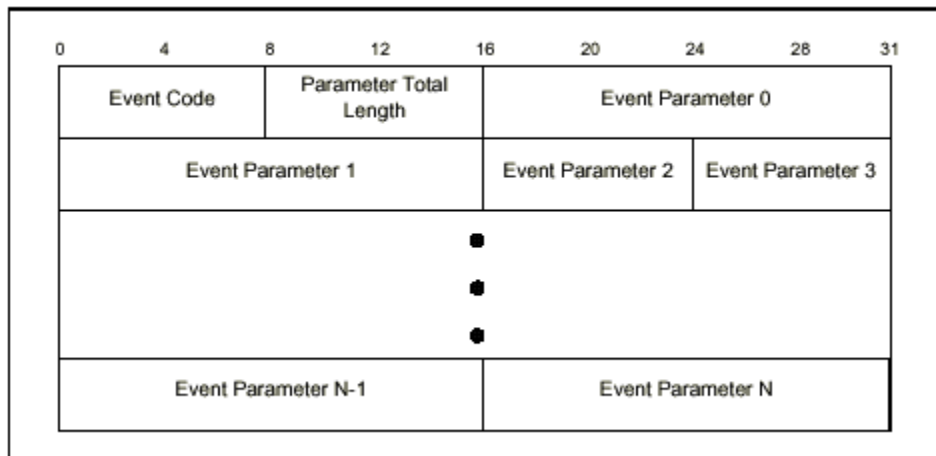 0 4 8 12 16 20 24 28 31
Event Code
Parameter Total
Length
Event Parameter 0
Event Parameter 1
Event Parameter 2
Event Parameter 3
Event Parameter N-1
Event Parameter N